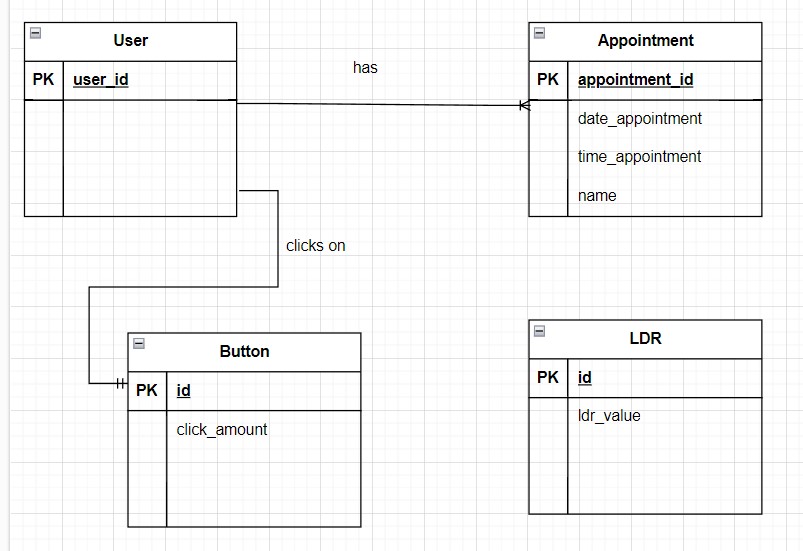 User
PK user_id
has
Appointment
PK appointment_id
date_appointment
time_appointment
name
clicks on
Button
PK id
click_amount
LDR
PK id
ldr_value